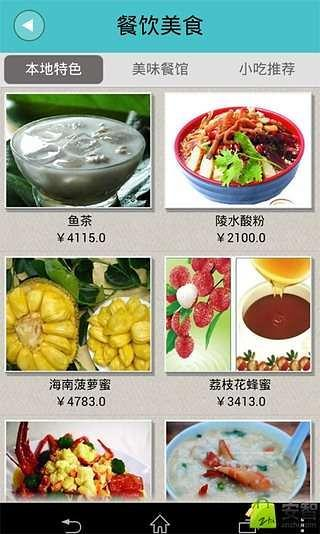 餐饮美食
本地特色 美味餐馆 小吃推荐
鱼茶 陵水酸粉
￥4115.0 ￥2100.0
海南菠萝蜜 荔枝花蜂蜜
￥4783.0 ￥3413.0
安智